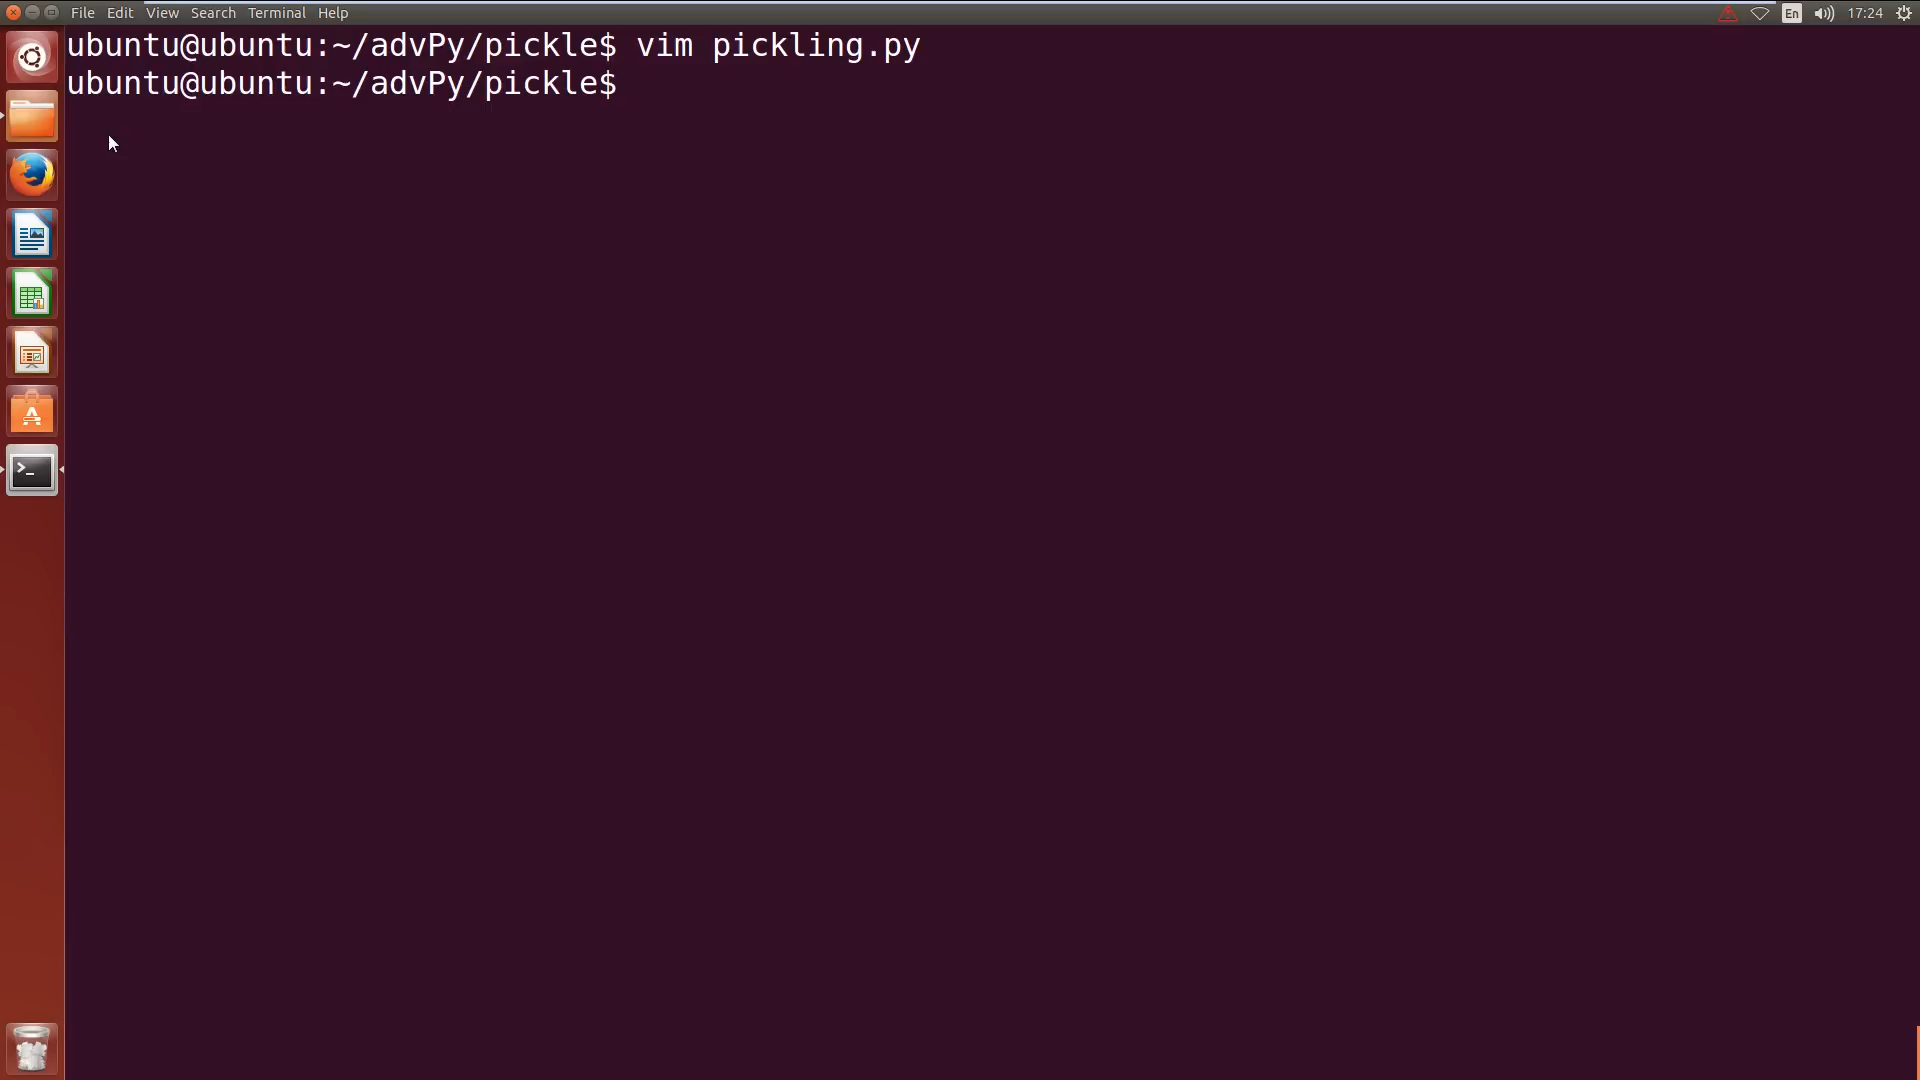 File Edit View Search Terminal Help
En
17:24
ubuntu@ubuntu:~/advPy/pickle$ vim pickling.py
ubuntu@ubuntu:~/advPy/pickle$